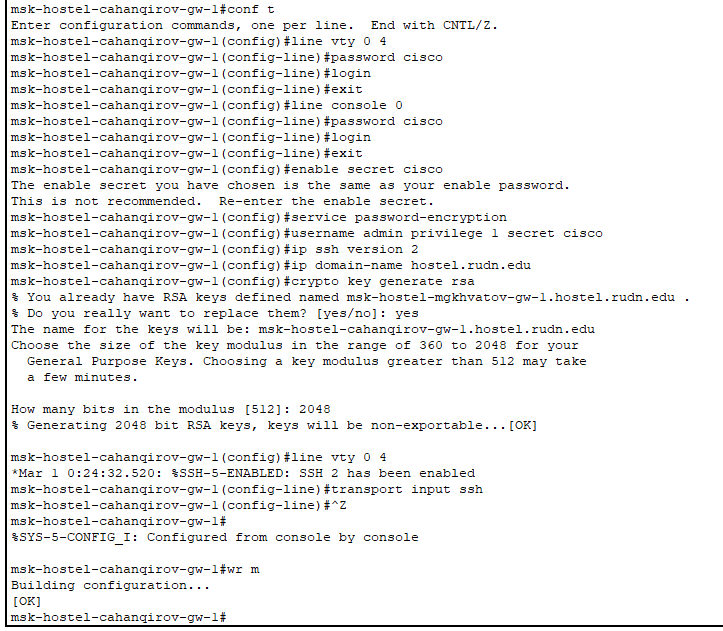 msk-hostel-cahanqirov-gw-1#conf t
Enter configuration commands, one per line.  End with CNTL/Z.
msk-hostel-cahanqirov-gw-1(config)#line vty 0 4
msk-hostel-cahanqirov-gw-1(config-line)#password cisco
msk-hostel-cahanqirov-gw-1(config-line)#login
msk-hostel-cahanqirov-gw-1(config-line)#exit
msk-hostel-cahanqirov-gw-1(config)#line console 0
msk-hostel-cahanqirov-gw-1(config-line)#password cisco
msk-hostel-cahanqirov-gw-1(config-line)#login
msk-hostel-cahanqirov-gw-1(config-line)#exit
msk-hostel-cahanqirov-gw-1(config)#enable secret cisco
The enable secret you have chosen is the same as your enable password.
This is not recommended.  Re-enter the enable secret.
msk-hostel-cahanqirov-gw-1(config)#service password-encryption
msk-hostel-cahanqirov-gw-1(config)#username admin privilege 1 secret cisco
msk-hostel-cahanqirov-gw-1(config)#ip ssh version 2
msk-hostel-cahanqirov-gw-1(config)#ip domain-name hostel.rudn.edu
msk-hostel-cahanqirov-gw-1(config)#crypto key generate rsa
% You already have RSA keys defined named msk-hostel-mgkhvatov-gw-1.hostel.rudn.edu .
% Do you really want to replace them? [yes/no]: yes
The name for the keys will be: msk-hostel-cahanqirov-gw-1.hostel.rudn.edu
Choose the size of the key modulus in the range of 360 to 2048 for your
  General Purpose Keys. Choosing a key modulus greater than 512 may take
  a few minutes.

How many bits in the modulus [512]: 2048
% Generating 2048 bit RSA keys, keys will be non-exportable...[OK]

msk-hostel-cahanqirov-gw-1(config)#line vty 0 4
*Mar 1 0:24:32.520: %SSH-5-ENABLED: SSH 2 has been enabled
msk-hostel-cahanqirov-gw-1(config-line)#transport input ssh
msk-hostel-cahanqirov-gw-1(config-line)#^Z
msk-hostel-cahanqirov-gw-1#
%SYS-5-CONFIG_I: Configured from console by console

msk-hostel-cahanqirov-gw-1#wr m
Building configuration...
[OK]
msk-hostel-cahanqirov-gw-1#